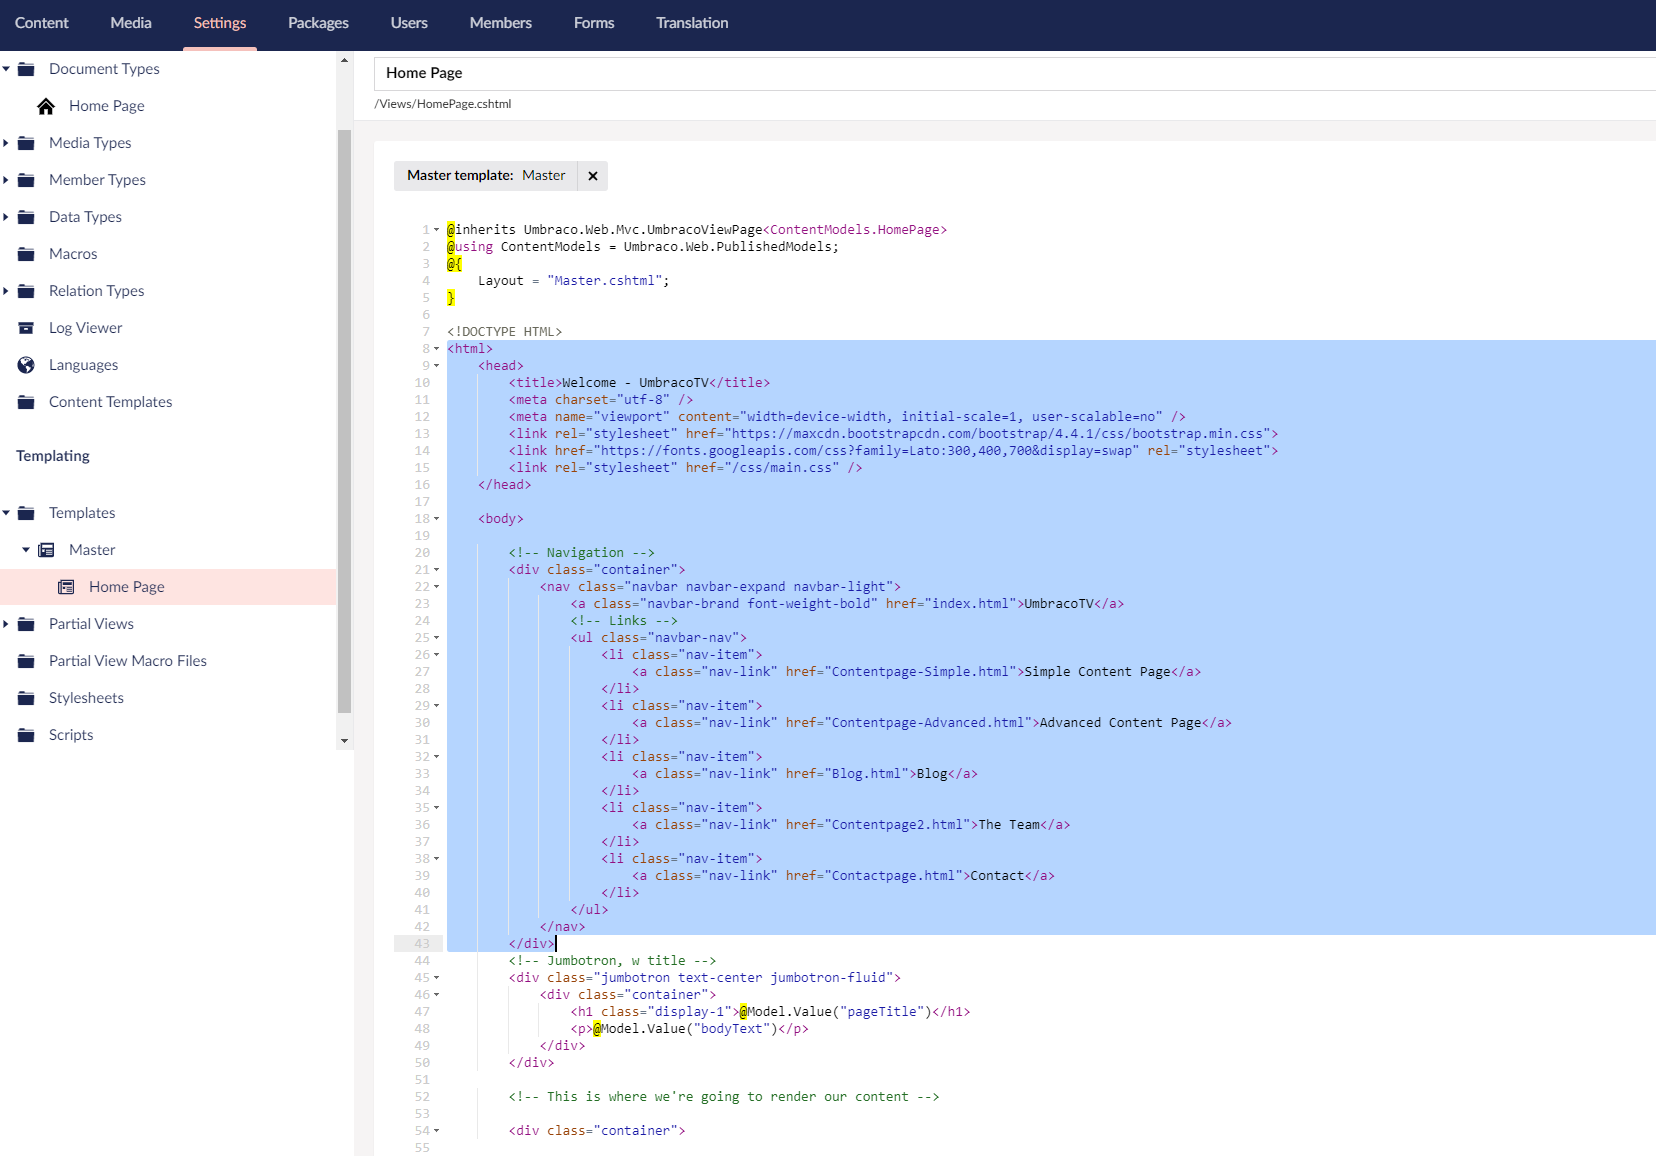 Content Media Settings Packages Users Members Forms Translation
Document Types
Home Page
Media Types
Member Types
Data Types
Macros
Relation Types
Log Viewer
Languages
Content Templates
Templating
Templates
Master
Home Page
Partial Views
Partial View Macro Files
Stylesheets
Scripts
Home Page
/Views/HomePage.cshtml
Master template: Master ×
1 @inherits Umbraco.Web.Mvc.UmbracoViewPage<ContentModels.HomePage>
2 @using ContentModels = Umbraco.Web.PublishedModels;
3 @{
4 Layout = "Master.cshtml";
5 }
6
7 <!DOCTYPE HTML>
8 <html>
9 <head>
10 <title>Welcome - UmbracoTV</title>
11 <meta charset="utf-8" />
12 <meta name="viewport" content="width=device-width, initial-scale=1, user-scalable=no" />
13 <link rel="stylesheet" href="https://maxcdn.bootstrapcdn.com/bootstrap/4.4.1/css/bootstrap.min.css">
14 <link href="https://fonts.googleapis.com/css?family=Lato:300,400,700&display=swap" rel="stylesheet">
15 <link rel="stylesheet" href="/css/main.css" />
16 </head>
17
18 <body>
19
20 <!-- Navigation -->
21 <div class="container">
22 <nav class="navbar navbar-expand navbar-light">
23 <a class="navbar-brand font-weight-bold" href="index.html">UmbracoTV</a>
24 <!-- Links -->
25 <ul class="navbar-nav">
26 <li class="nav-item">
27 <a class="nav-link" href="Contentpage-Simple.html">Simple Content Page</a>
28 </li>
29 <li class="nav-item">
30 <a class="nav-link" href="Contentpage-Advanced.html">Advanced Content Page</a>
31 </li>
32 <li class="nav-item">
33 <a class="nav-link" href="Blog.html">Blog</a>
34 </li>
35 <li class="nav-item">
36 <a class="nav-link" href="Contentpage2.html">The Team</a>
37 </li>
38 <li class="nav-item">
39 <a class="nav-link" href="Contactpage.html">Contact</a>
40 </li>
41 </ul>
42 </nav>
43 </div>
44 <!-- Jumbotron, w title -->
45 <div class="jumbotron text-center jumbotron-fluid">
46 <div class="container">
47 <h1 class="display-1">@Model.Value("pageTitle")</h1>
48 <p>@Model.Value("bodyText")</p>
49 </div>
50 </div>
51
52 <!-- This is where we're going to render our content -->
53
54 <div class="container">
55